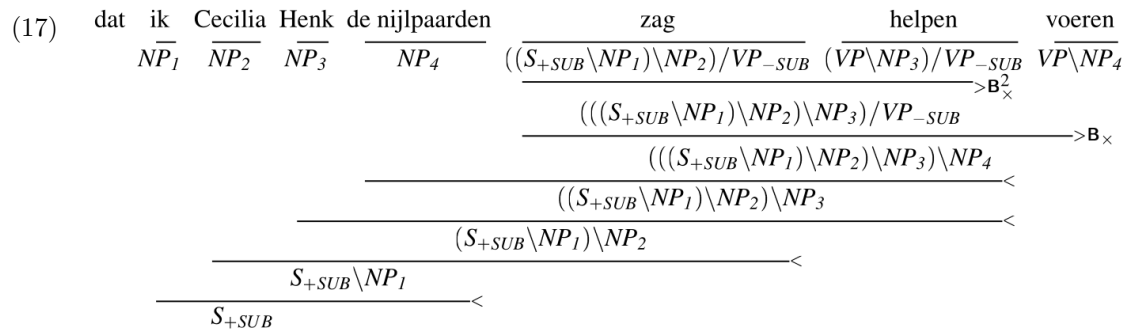 (17) dat ik Cecilia Henk de nijlpaarden zag helpen voeren
NP₁ NP₂ NP₃ NP₄ ((S₊SUB\NP₁)\NP₂)/VP₋SUB (VP\NP₃)/VP₋SUB VP\NP₄
>B²ₓ
(((S₊SUB\NP₁)\NP₂)\NP₃)/VP₋SUB
>Bₓ
(((S₊SUB\NP₁)\NP₂)\NP₃)\NP₄
<
((S₊SUB\NP₁)\NP₂)\NP₃
<
(S₊SUB\NP₁)\NP₂
<
S₊SUB\NP₁
<
S₊SUB